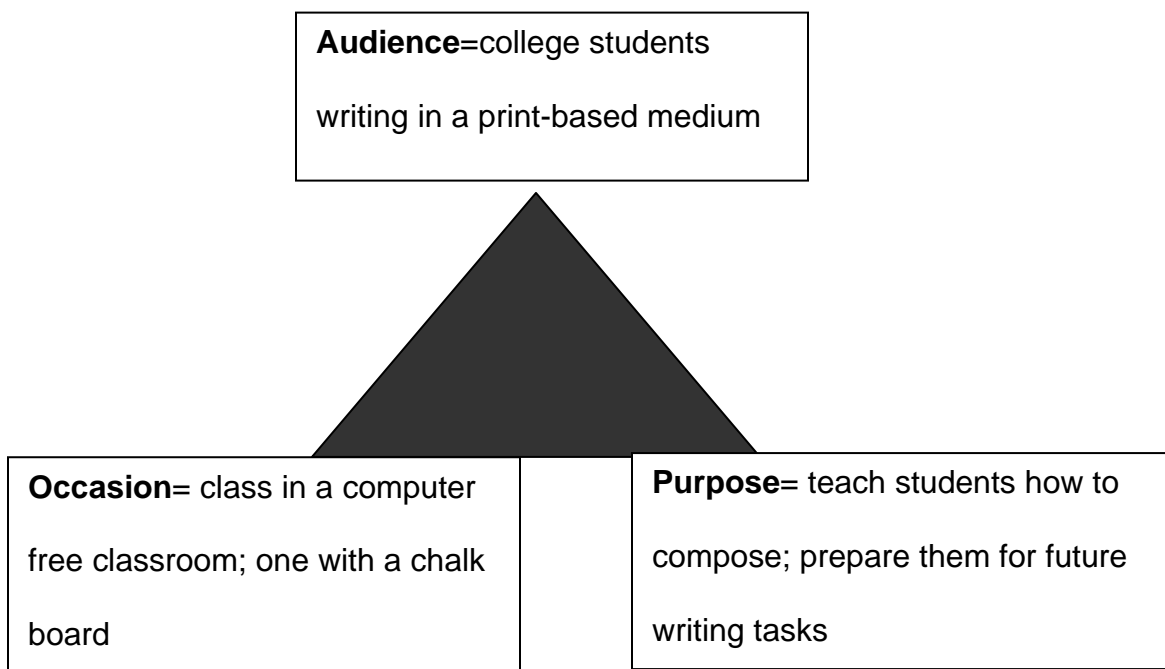 Audience=college students
writing in a print-based medium
Occasion= class in a computer
free classroom; one with a chalk
board
Purpose= teach students how to
compose; prepare them for future
writing tasks